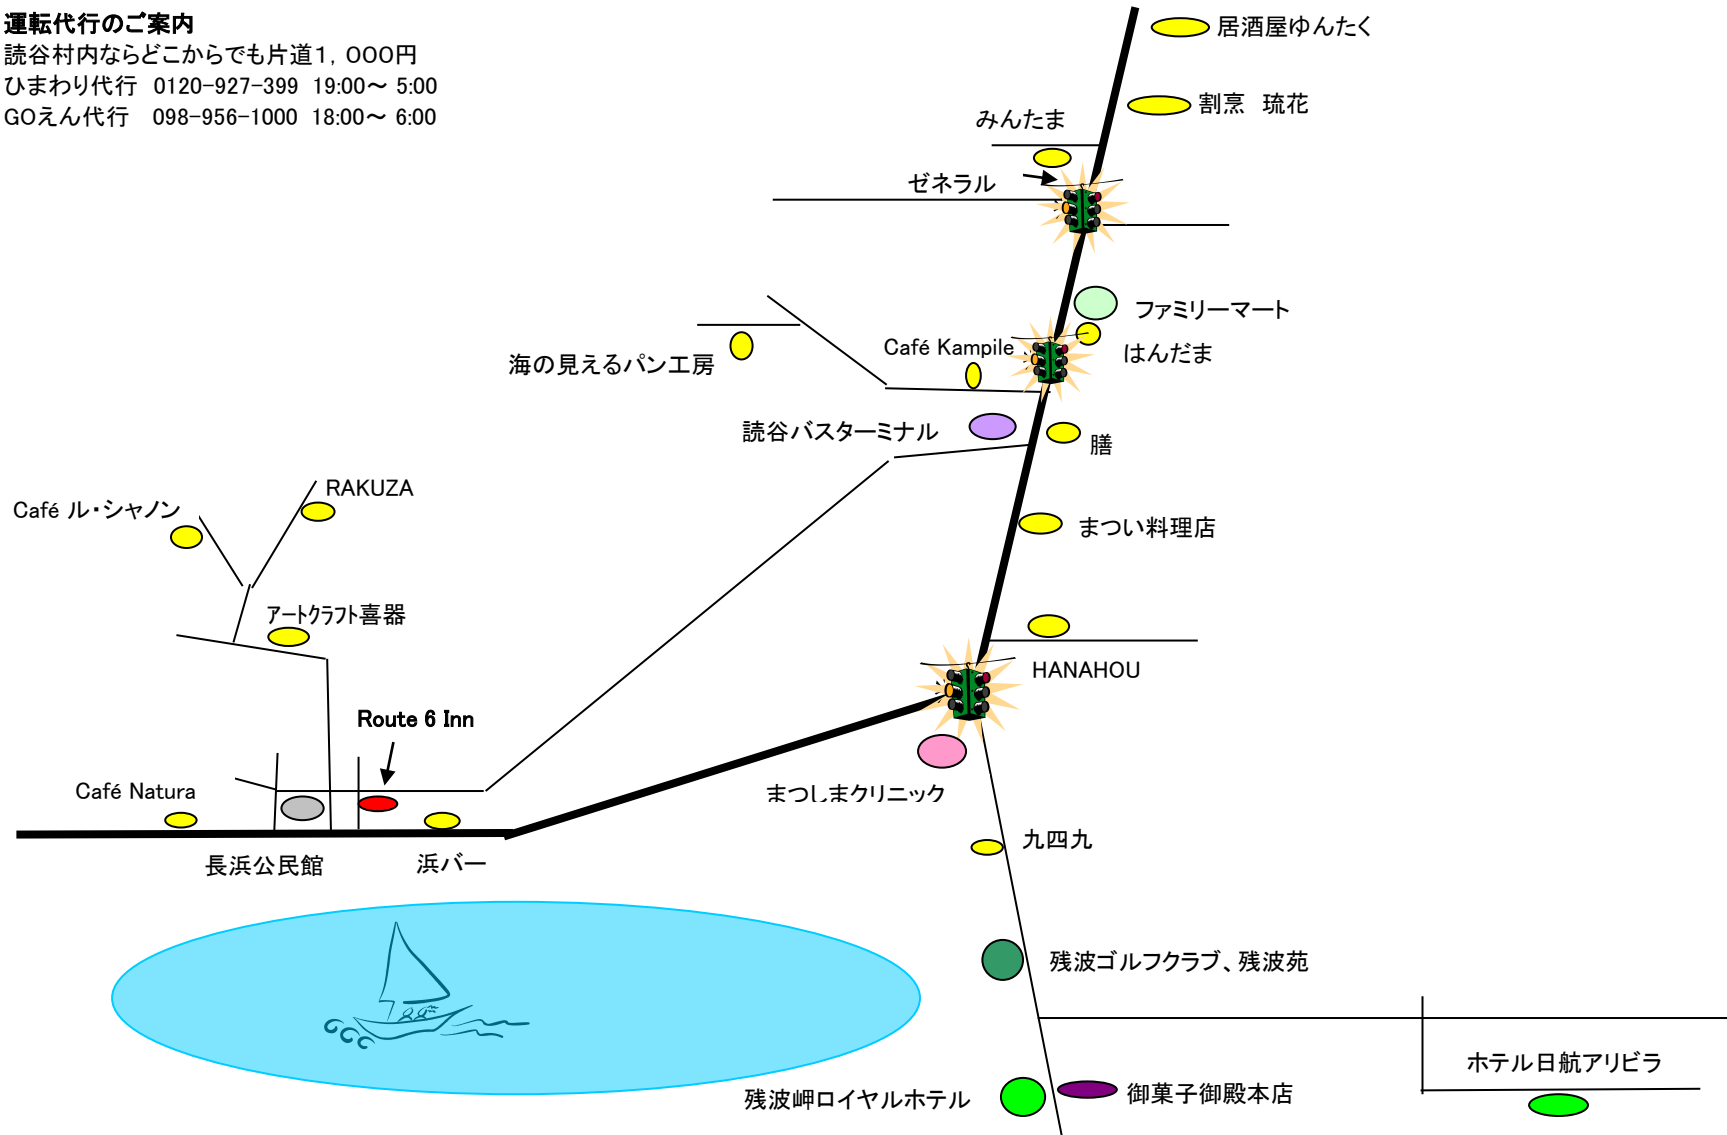 運転代行のご案内
読谷村内ならどこからでも片道1,000円
ひまわり代行 0120-927-399 19:00〜 5:00
GOえん代行 098-956-1000 18:00〜 6:00
居酒屋ゆんたく
割烹 琉花
みんたま
ゼネラル
ファミリーマート
はんだま
Café Kampile
海の見えるパン工房
読谷バスターミナル
膳
RAKUZA
Café ル・シャノン
まつい料理店
アートクラフト喜器
HANAHOU
Route 6 Inn
Café Natura
まつしまクリニック
九四九
長浜公民館
浜バー
残波ゴルフクラブ、残波苑
ホテル日航アリビラ
残波岬ロイヤルホテル
御菓子御殿本店